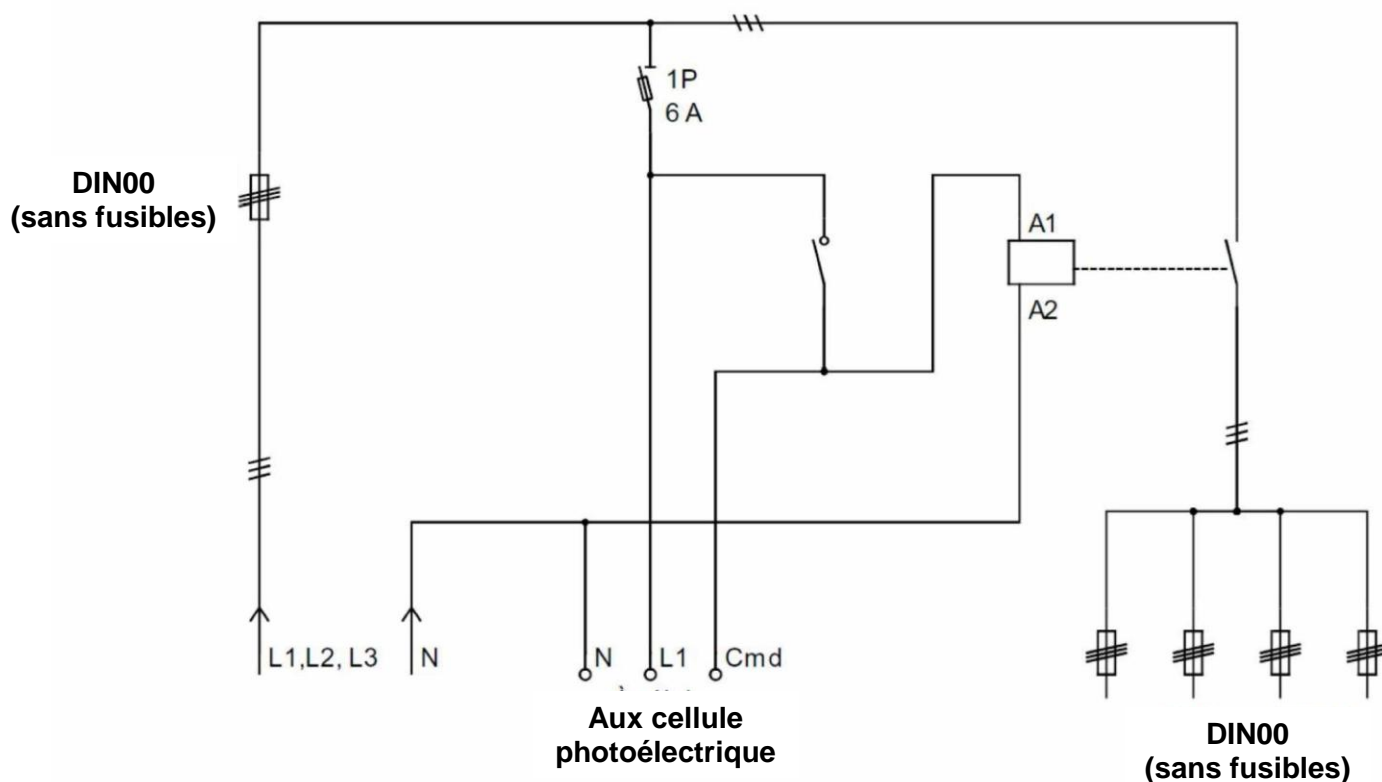 1P
6 A
DIN00
(sans fusibles)
A1
A2
L1,L2, L3
N
N
L1
Cmd
Aux cellule
photoélectrique
DIN00
(sans fusibles)